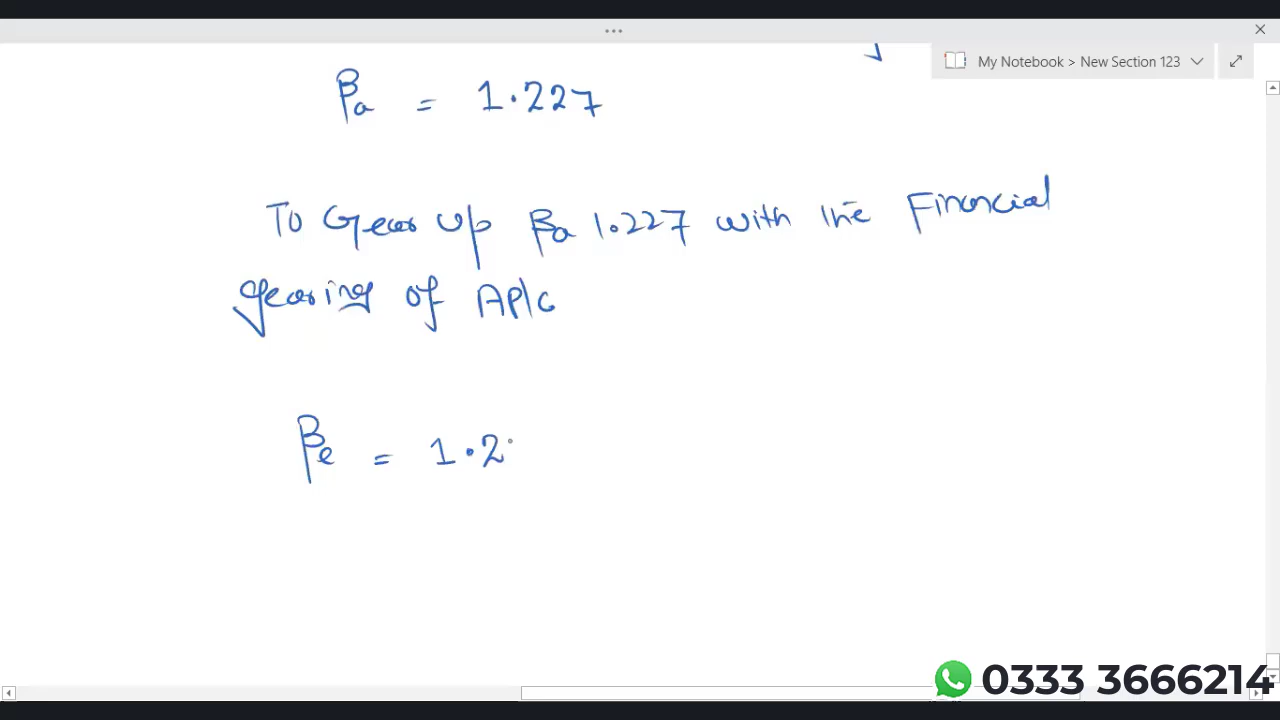 My Notebook > New Section 123
βa = 1.227
To Gear up βa 1.227 with the Financial
gearing of A Plc
βe = 1.2
0333 3666214